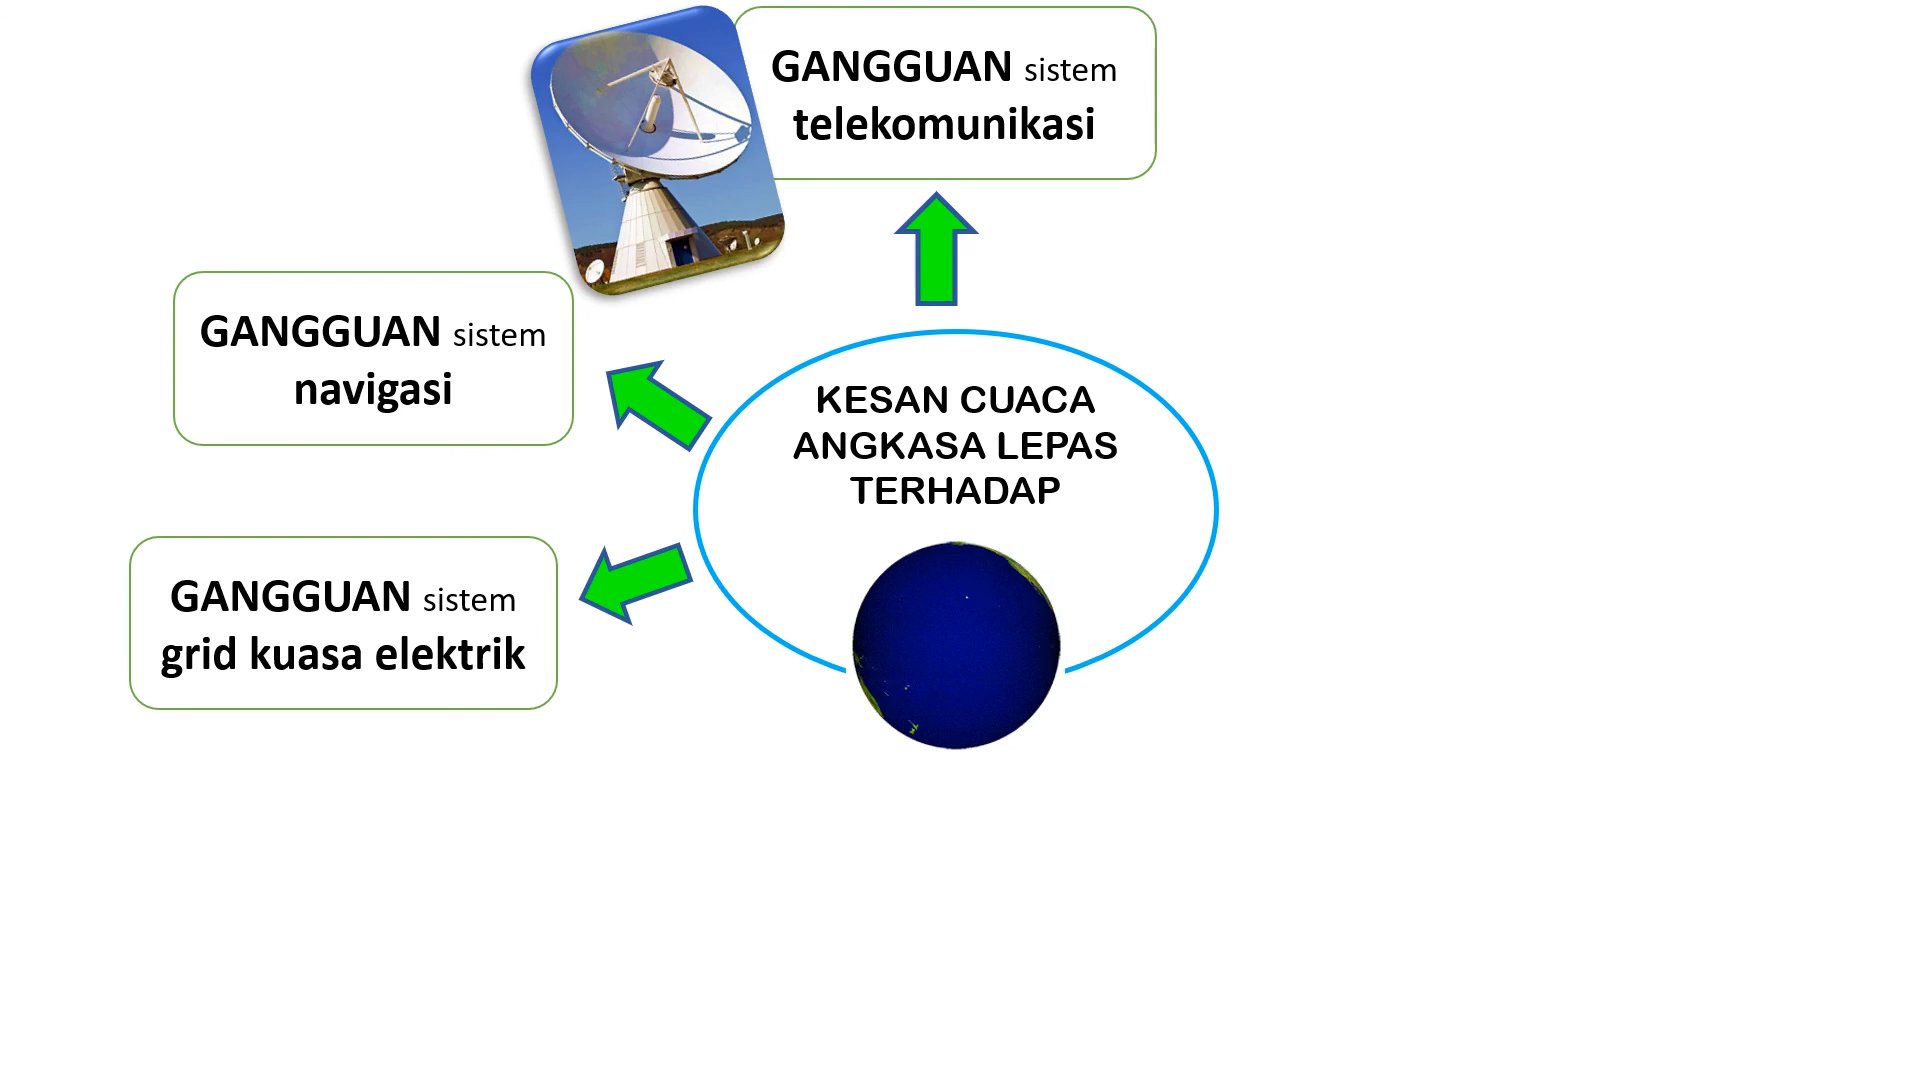 GANGGUAN sistem
telekomunikasi
GANGGUAN sistem
navigasi
KESAN CUACA
ANGKASA LEPAS
TERHADAP
GANGGUAN sistem
grid kuasa elektrik